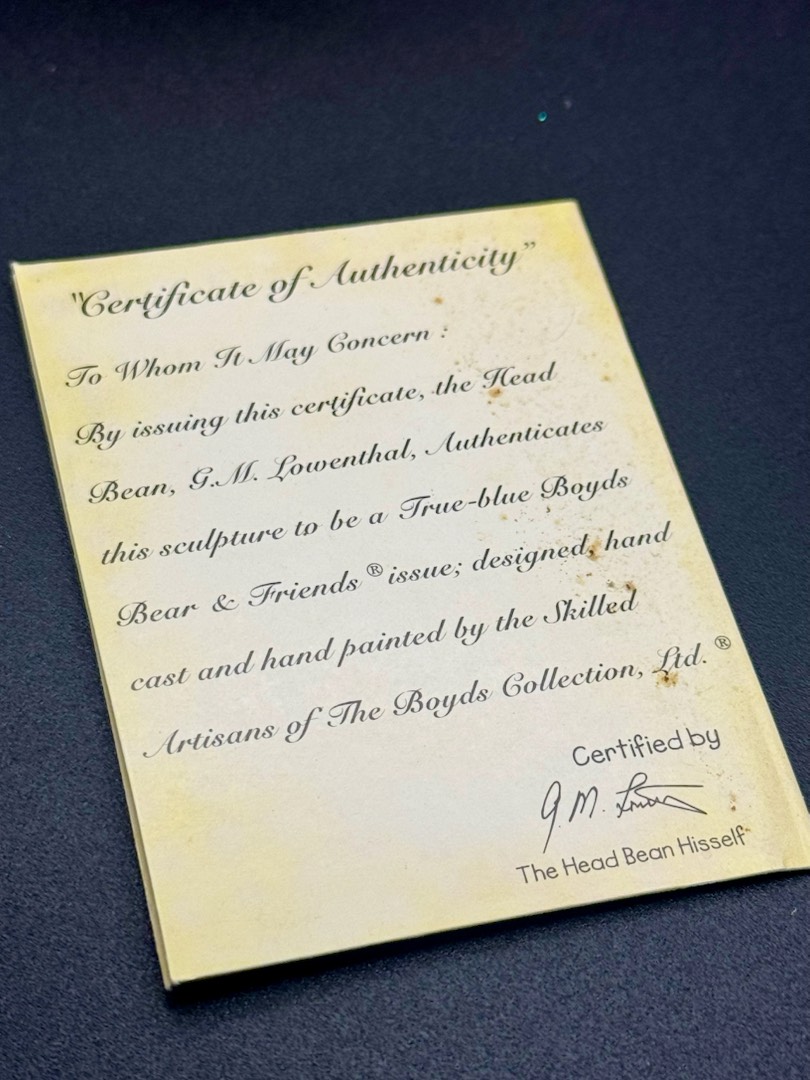 "Certificate of Authenticity"
To Whom It May Concern :
By issuing this certificate, the Head
Bean, G.M. Lowenthal, Authenticates
this sculpture to be a True-blue Boyds
Bear & Friends® issue; designed, hand
cast and hand painted by the Skilled
Artisans of The Boyds Collection, Ltd.®
Certified by
G.M.
The Head Bean Hisself